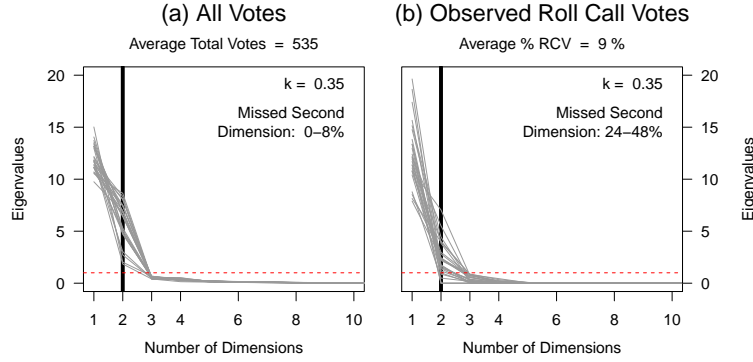 (a) All Votes
Average Total Votes = 535
k = 0.35
Missed Second
Dimension: 0–8%
Eigenvalues
20
15
10
5
0
1 2 3 4 6 8 10
Number of Dimensions
(b) Observed Roll Call Votes
Average % RCV = 9 %
k = 0.35
Missed Second
Dimension: 24–48%
Eigenvalues
20
15
10
5
0
1 2 3 4 6 8 10
Number of Dimensions
Eigenvalues